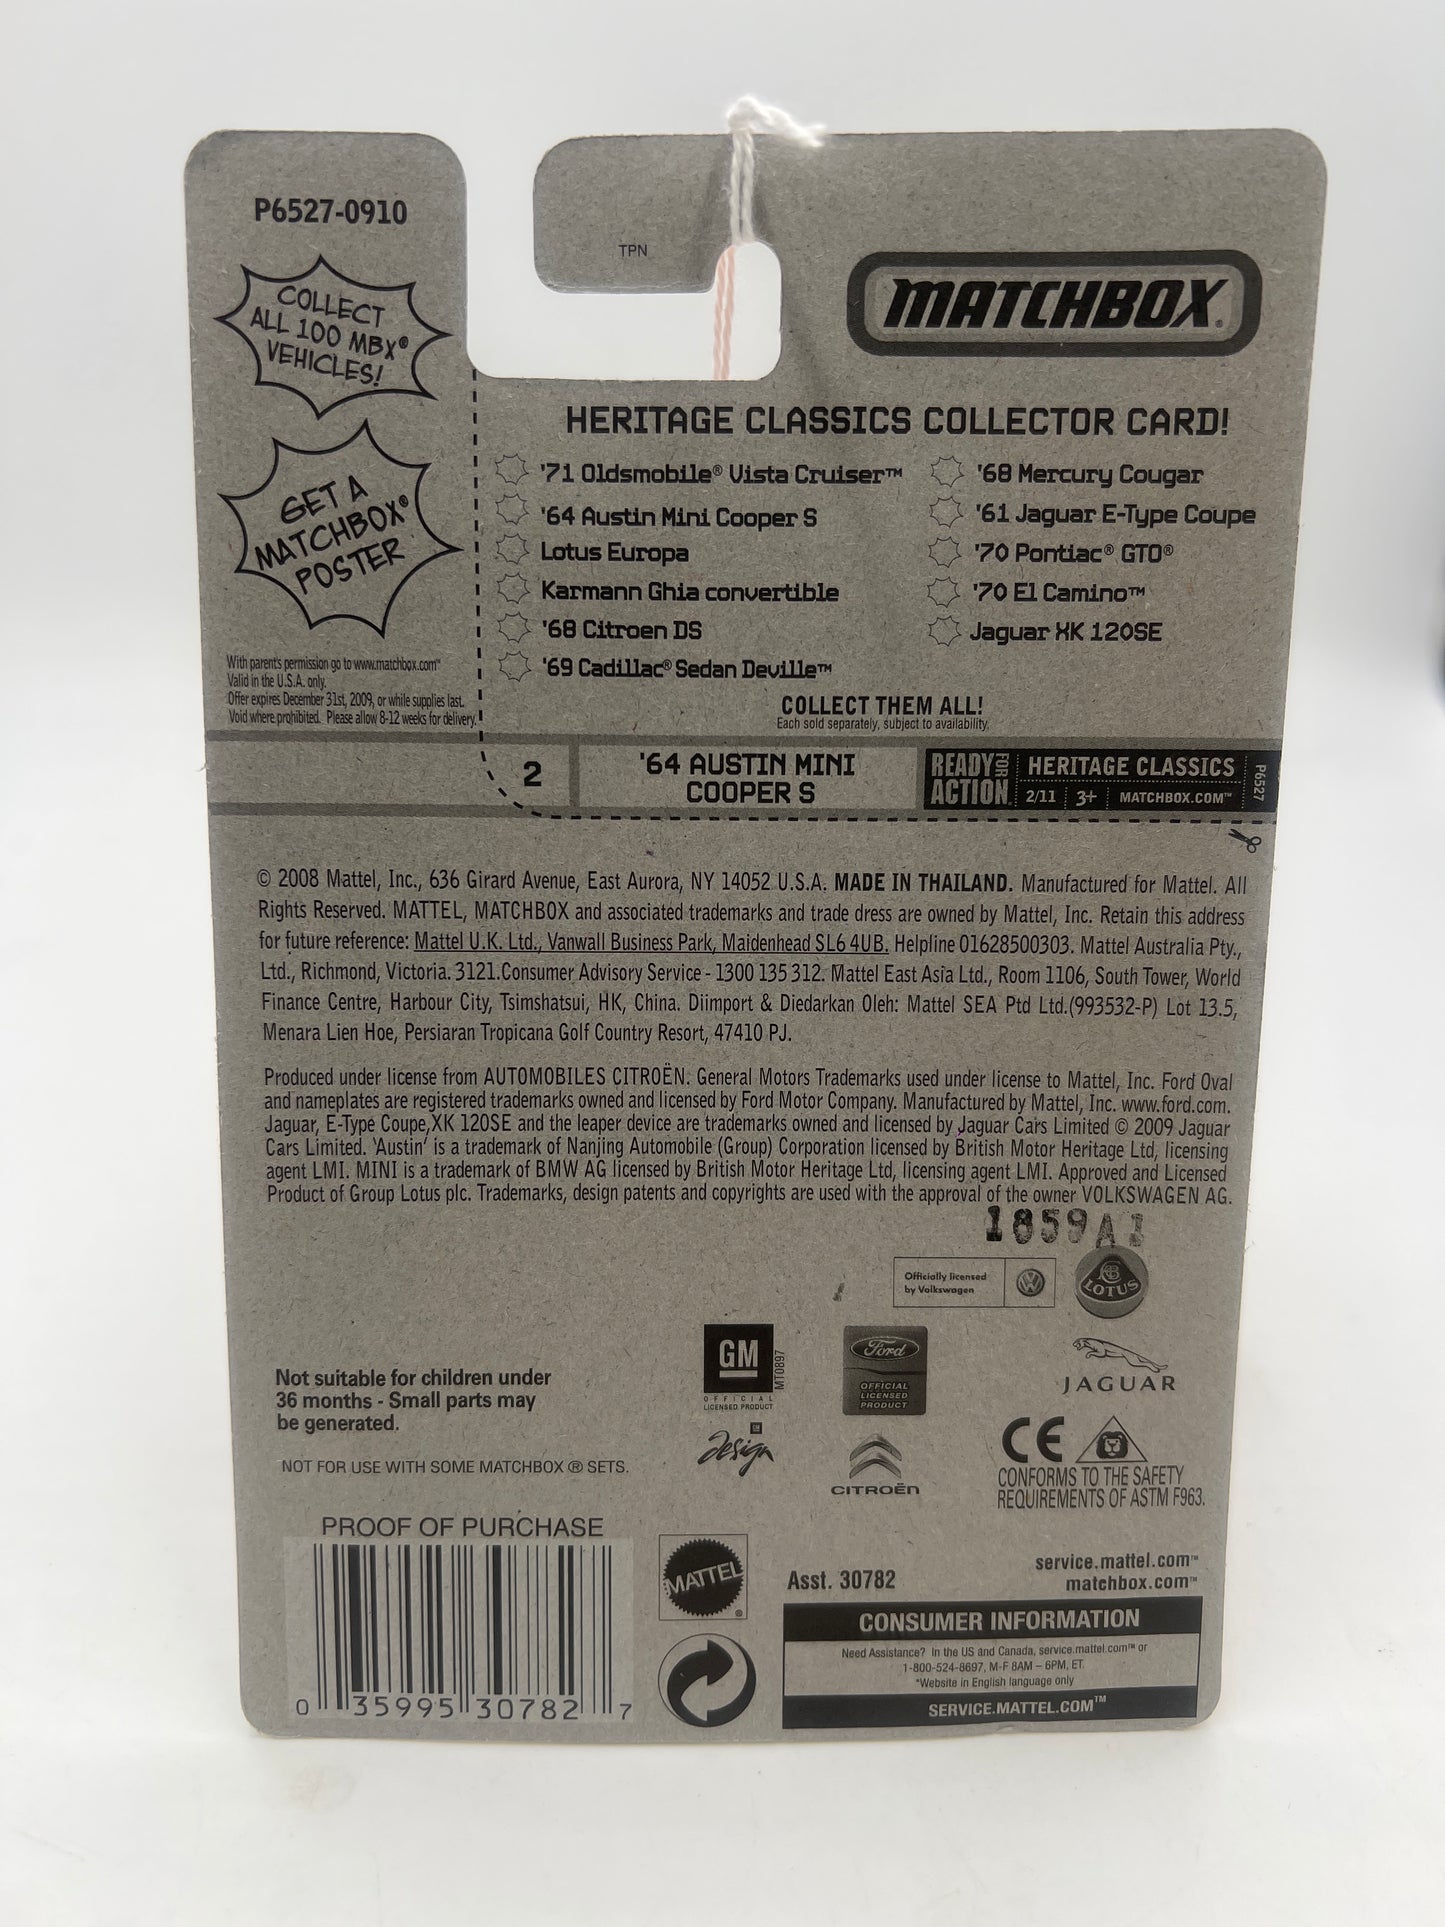 P6527-0910
TPN
COLLECT
ALL 100 MBX®
VEHICLES!
MATCHBOX®
GET A
MATCHBOX®
POSTER
With parent's permission go to www.matchbox.com™
Valid in the U.S.A. only.
Offer expires December 31st, 2009, or while supplies last.
Void where prohibited. Please allow 8-12 weeks for delivery.
HERITAGE CLASSICS COLLECTOR CARD!
'71 Oldsmobile® Vista Cruiser™
'64 Austin Mini Cooper S
Lotus Europa
Karmann Ghia convertible
'68 Citroen DS
'69 Cadillac® Sedan Deville™
'68 Mercury Cougar
'61 Jaguar E-Type Coupe
'70 Pontiac® GTO®
'70 El Camino™
Jaguar XK 120SE
COLLECT THEM ALL!
Each sold separately, subject to availability.
2
'64 AUSTIN MINI
COOPER S
READY FOR
ACTION
HERITAGE CLASSICS
2/11 3+ MATCHBOX.COM™
P6527
© 2008 Mattel, Inc., 636 Girard Avenue, East Aurora, NY 14052 U.S.A. MADE IN THAILAND. Manufactured for Mattel. All
Rights Reserved. MATTEL, MATCHBOX and associated trademarks and trade dress are owned by Mattel, Inc. Retain this address
for future reference: Mattel U.K. Ltd., Vanwall Business Park, Maidenhead SL6 4UB. Helpline 01628500303. Mattel Australia Pty.,
Ltd., Richmond, Victoria. 3121.Consumer Advisory Service - 1300 135 312. Mattel East Asia Ltd., Room 1106, South Tower, World
Finance Centre, Harbour City, Tsimshatsui, HK, China. Diimport & Diedarkan Oleh: Mattel SEA Ptd Ltd.(993532-P) Lot 13.5,
Menara Lien Hoe, Persiaran Tropicana Golf Country Resort, 47410 PJ.
Produced under license from AUTOMOBILES CITROËN. General Motors Trademarks used under license to Mattel, Inc. Ford Oval
and nameplates are registered trademarks owned and licensed by Ford Motor Company. Manufactured by Mattel, Inc. www.ford.com.
Jaguar, E-Type Coupe,XK 120SE and the leaper device are trademarks owned and licensed by Jaguar Cars Limited © 2009 Jaguar
Cars Limited. 'Austin' is a trademark of Nanjing Automobile (Group) Corporation licensed by British Motor Heritage Ltd, licensing
agent LMI. MINI is a trademark of BMW AG licensed by British Motor Heritage Ltd, licensing agent LMI. Approved and Licensed
Product of Group Lotus plc. Trademarks, design patents and copyrights are used with the approval of the owner VOLKSWAGEN AG.
1859A1
Officially licensed
by Volkswagen
LOTUS
GM
OFFICIAL
LICENSED PRODUCT
MT0897
Ford
OFFICIAL
LICENSED
PRODUCT
JAGUAR
GM
Design
CITROËN
CE
CONFORMS TO THE SAFETY
REQUIREMENTS OF ASTM F963.
Not suitable for children under
36 months - Small parts may
be generated.
NOT FOR USE WITH SOME MATCHBOX ® SETS.
PROOF OF PURCHASE
0 35995 30782 7
MATTEL®
Asst. 30782
service.mattel.com™
matchbox.com™
CONSUMER INFORMATION
Need Assistance? In the US and Canada, service.mattel.com™ or
1-800-524-8697, M-F 8AM – 6PM, ET.
*Website in English language only
SERVICE.MATTEL.COM™